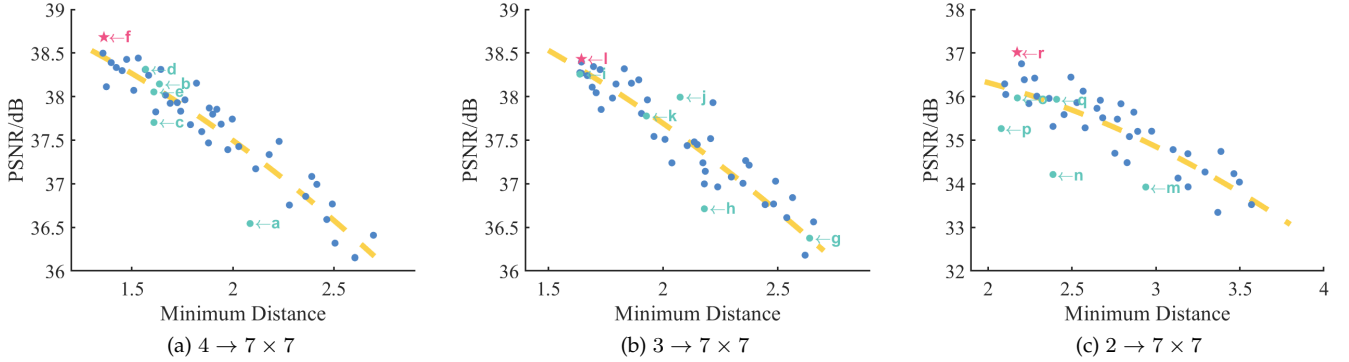 39
38.5
38
37.5
37
36.5
36
PSNR/dB
←f
←d
←b
←e
←c
←a
1.5 2 2.5
Minimum Distance
(a) 4 → 7 × 7
39
38.5
38
37.5
37
36.5
36
PSNR/dB
←l
←i
←j
←k
←h
←g
1.5 2 2.5
Minimum Distance
(b) 3 → 7 × 7
38
37
36
35
34
33
32
PSNR/dB
←r
←q
←p
←n
←m
2 2.5 3 3.5 4
Minimum Distance
(c) 2 → 7 × 7